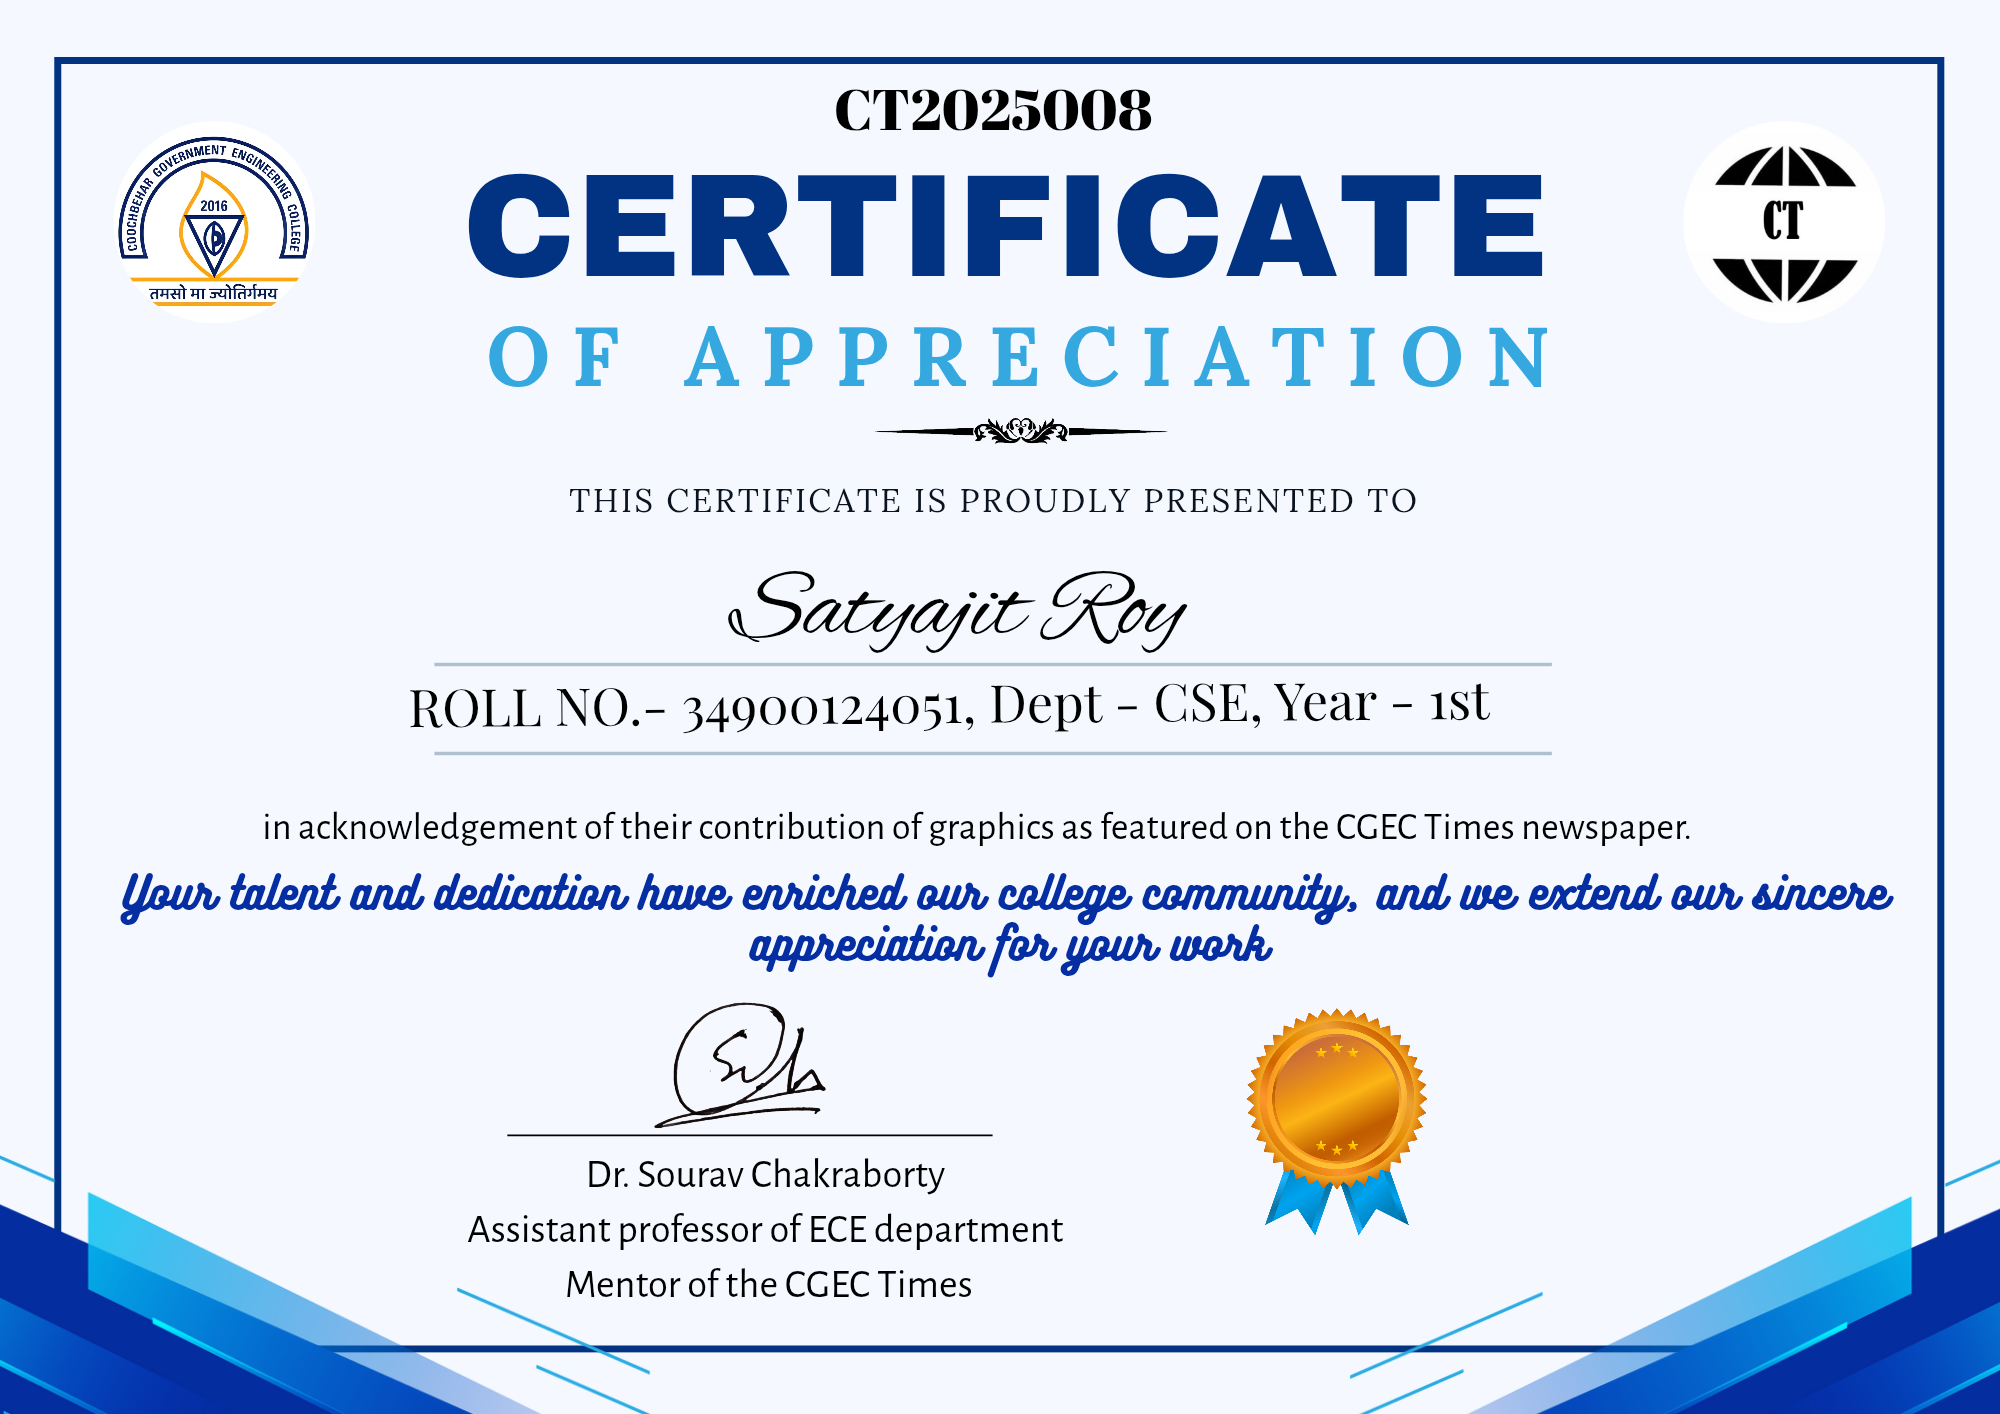 CT2025008
COOCHBEHAR GOVERNMENT ENGINEERING COLLEGE
2016
तमसो मा ज्योतिर्गमय
CERTIFICATE
CT
OF APPRECIATION
THIS CERTIFICATE IS PROUDLY PRESENTED TO
Satyajit Roy
ROLL NO.- 34900124051, Dept - CSE, Year - 1st
in acknowledgement of their contribution of graphics as featured on the CGEC Times newspaper.
Your talent and dedication have enriched our college community, and we extend our sincere
appreciation for your work
Dr. Sourav Chakraborty
Assistant professor of ECE department
Mentor of the CGEC Times